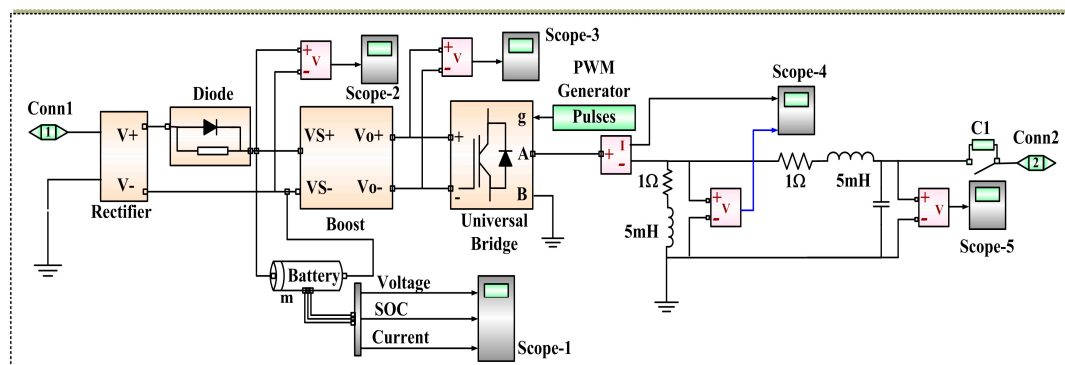 Conn1
1
V+
V-
Rectifier
Diode
+
V
-
Scope-2
VS+
VS-
Vo+
Vo-
Boost
+
V
-
Scope-3
PWM
Generator
Pulses
+
-
g
A
B
Universal
Bridge
+
I
-
Scope-4
1Ω
5mH
+
V
-
1Ω
5mH
C1
Conn2
2
+
V
-
Scope-5
Battery
m
Voltage
SOC
Current
Scope-1